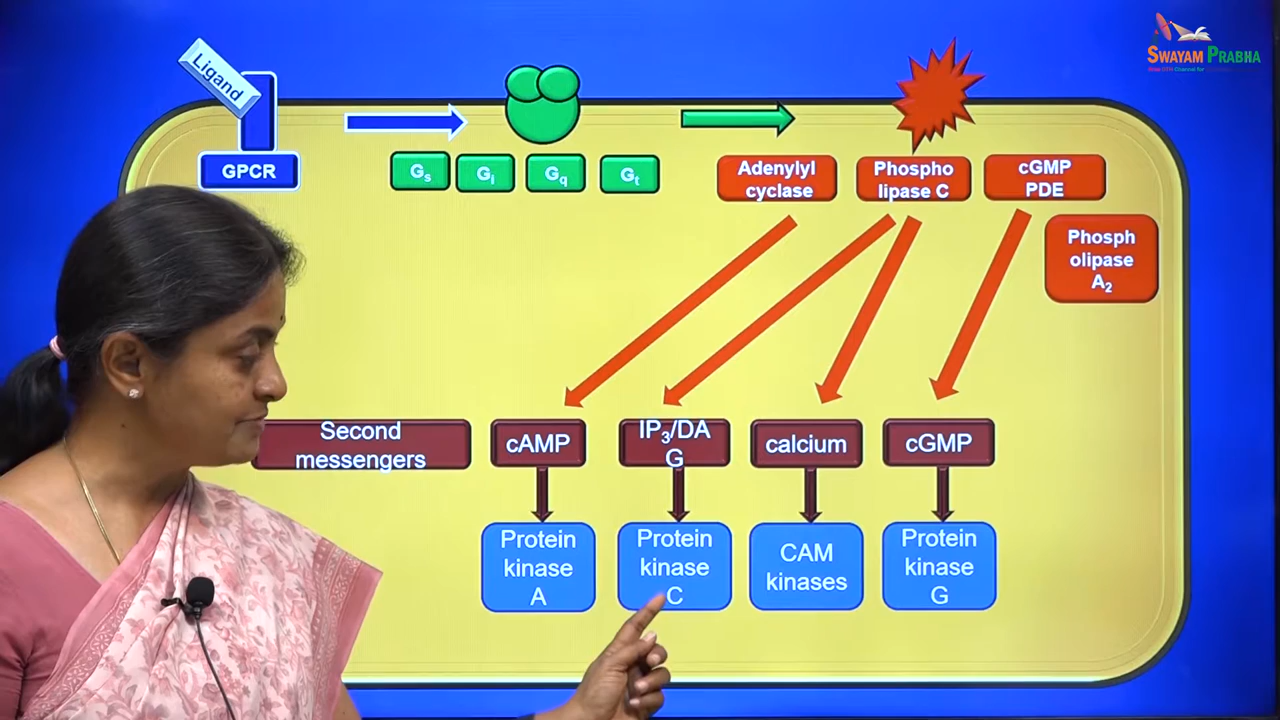 SWAYAM PRABHA
Ligand
GPCR
Gs
Gi
Gq
Gt
Adenylyl
cyclase
Phospho
lipase C
cGMP
PDE
Phosph
olipase
A2
Second
messengers
cAMP
IP3/DA
G
calcium
cGMP
Protein
kinase
A
Protein
kinase
C
CAM
kinases
Protein
kinase
G